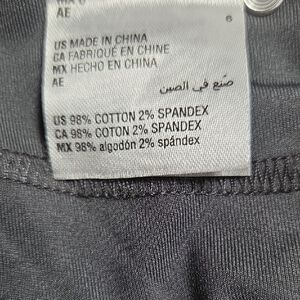 AE
6
US MADE IN CHINA
CA FABRIQUÉ EN CHINE
MX HECHO EN CHINA
AE
صنع في الصين
US 98% COTTON 2% SPANDEX
CA 98% COTON 2% SPANDEX
MX 98% algodón 2% spándex